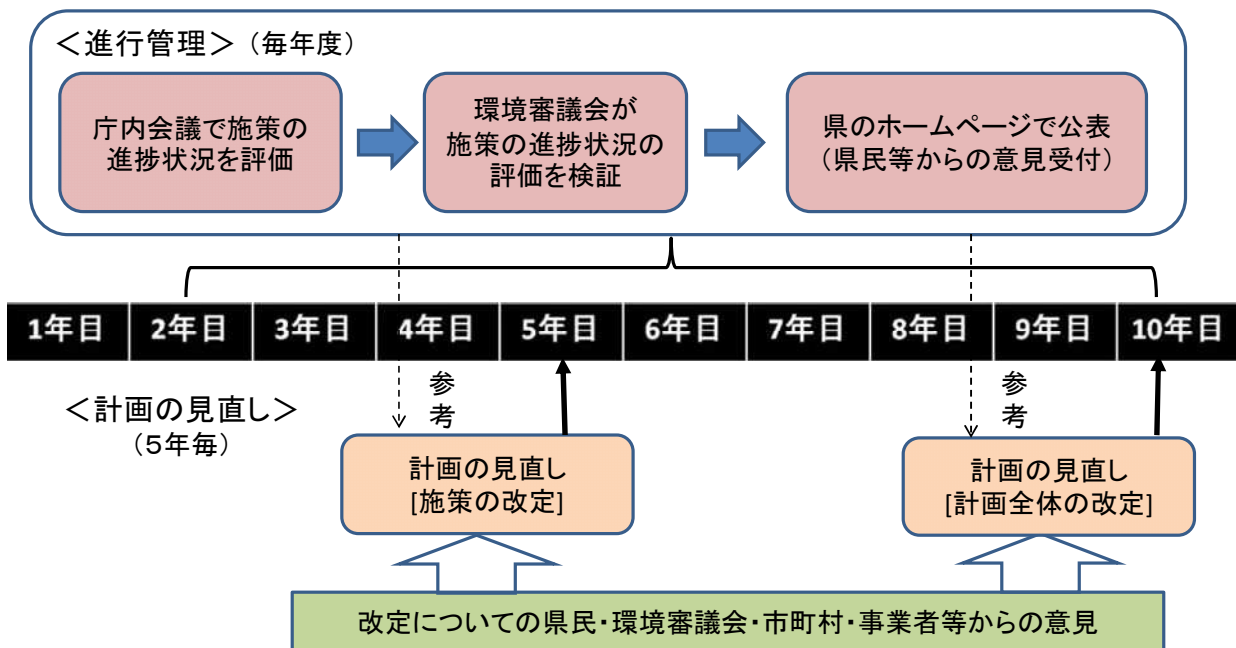 ＜進行管理＞（毎年度）
庁内会議で施策の
進捗状況を評価
環境審議会が
施策の進捗状況の
評価を検証
県のホームページで公表
（県民等からの意見受付）
1年目 2年目 3年目 4年目 5年目 6年目 7年目 8年目 9年目 10年目
＜計画の見直し＞
（５年毎）
参考
参考
計画の見直し
[施策の改定]
計画の見直し
[計画全体の改定]
改定についての県民・環境審議会・市町村・事業者等からの意見